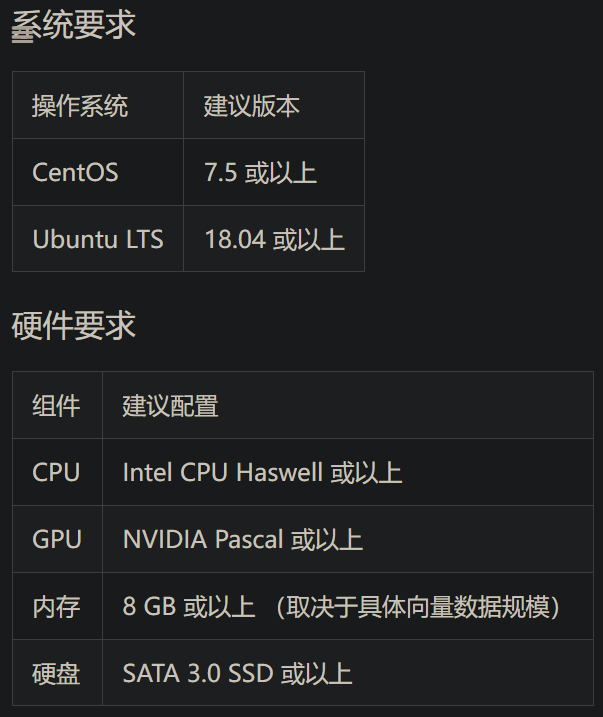 系统要求
操作系统 建议版本
CentOS 7.5 或以上
Ubuntu LTS 18.04 或以上
硬件要求
组件 建议配置
CPU Intel CPU Haswell 或以上
GPU NVIDIA Pascal 或以上
内存 8 GB 或以上 （取决于具体向量数据规模）
硬盘 SATA 3.0 SSD 或以上